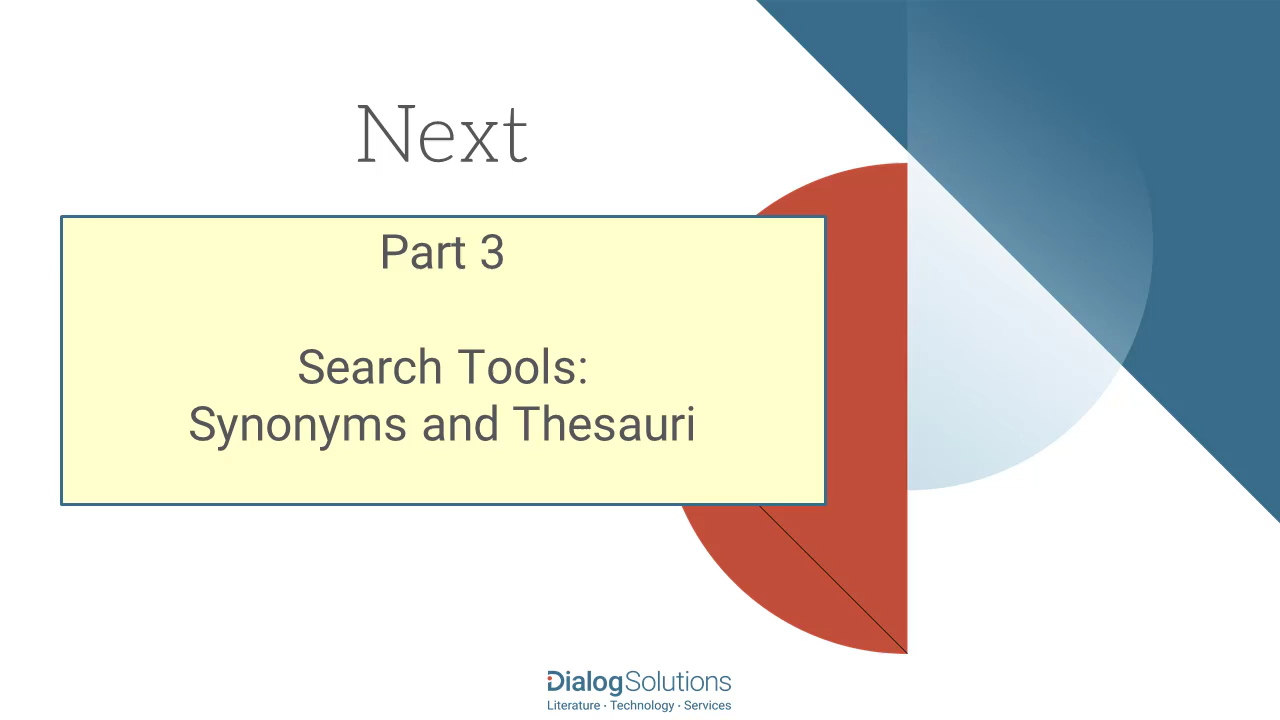 Next
Part 3
Search Tools:
Synonyms and Thesauri
DialogSolutions
Literature · Technology · Services